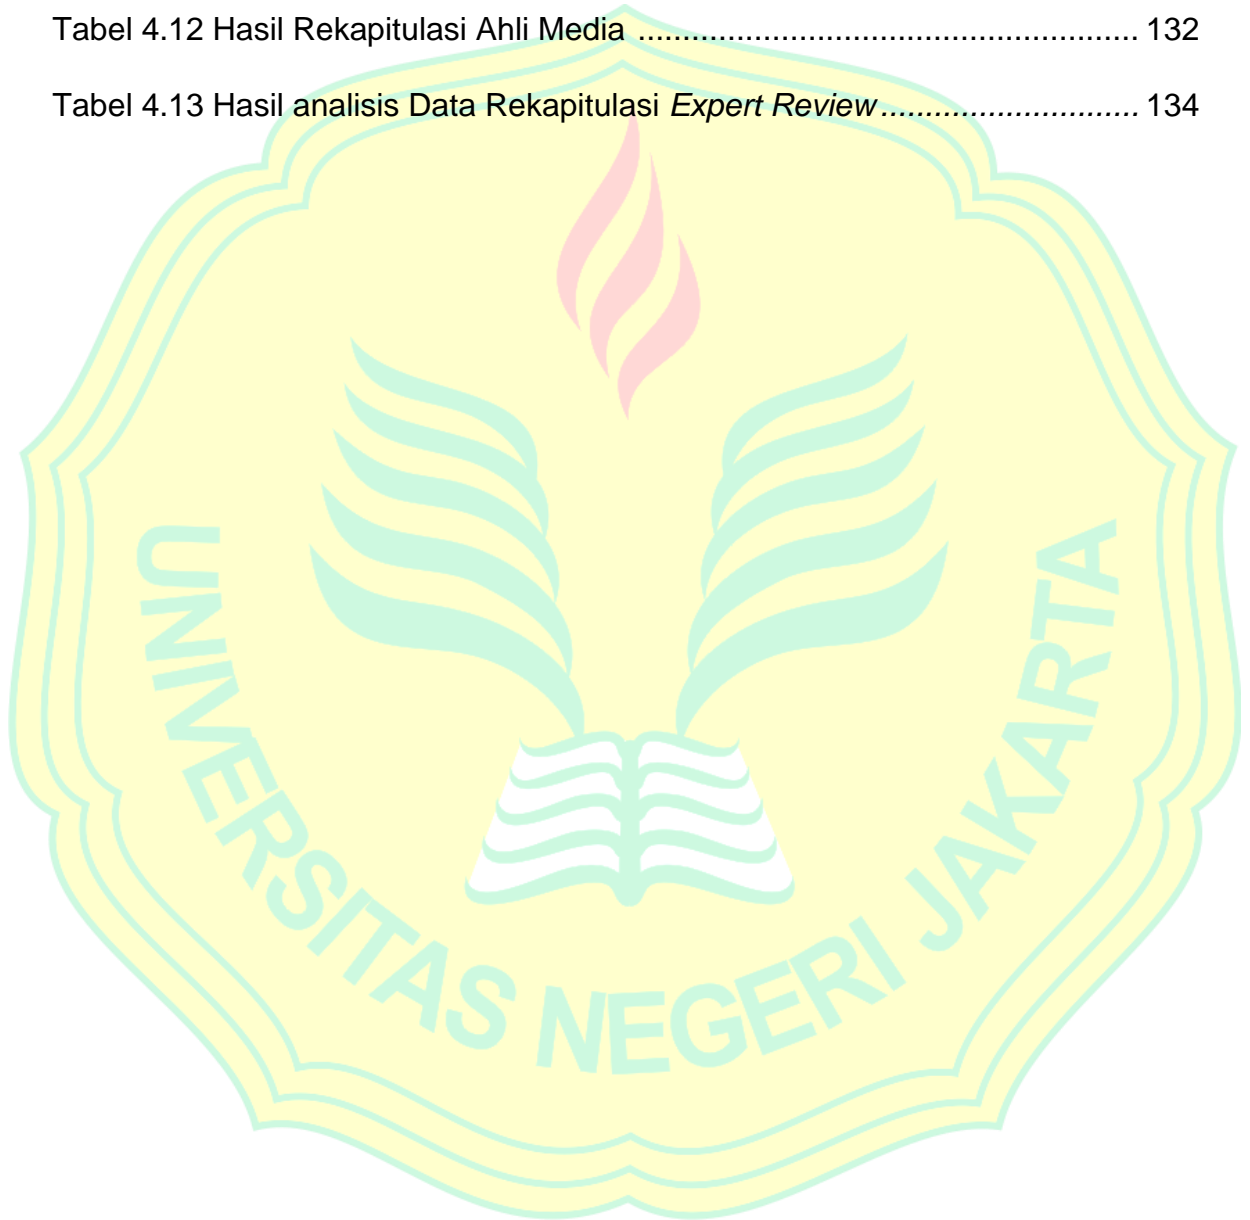 Tabel 4.12 Hasil Rekapitulasi Ahli Media ........................................................ 132
Tabel 4.13 Hasil analisis Data Rekapitulasi Expert Review ............................. 134
UNIVERSITAS NEGERI JAKARTA